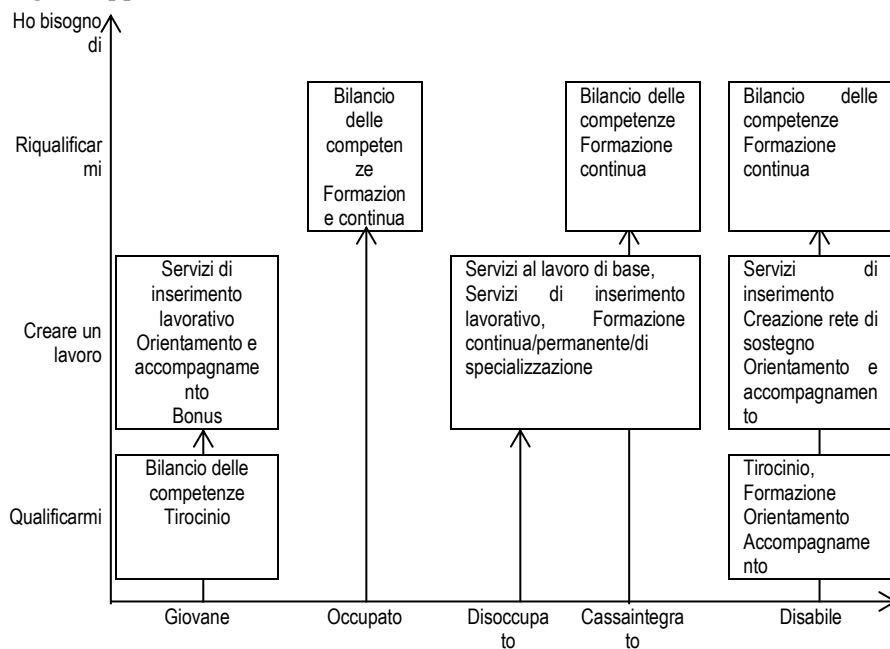 Ho bisogno
di
Bilancio
delle
competen
ze
Formazion
e continua
Bilancio delle
competenze
Formazione
continua
Bilancio delle
competenze
Formazione
continua
Riqualificar
mi
Servizi di
inserimento
lavorativo
Orientamento e
accompagname
nto
Bonus
Servizi al lavoro di base,
Servizi di inserimento
lavorativo, Formazione
continua/permanente/di
specializzazione
Servizi di
inserimento
Creazione rete di
sostegno
Orientamento e
accompagnamen
to
Creare un
lavoro
Bilancio delle
competenze
Tirocinio
Tirocinio,
Formazione
Orientamento
Accompagname
nto
Qualificarmi
Giovane
Occupato
Disoccupa
to
Cassaintegra
to
Disabile